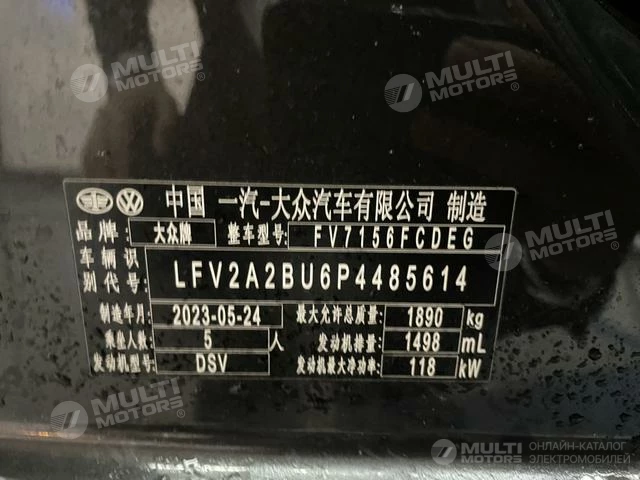 MULTI MOTORS
MULTI MOTORS
MULTI MOTORS
中国 一汽-大众汽车有限公司 制造
品牌: 大众牌 整车型号: FV7156FCDEG
车辆识别代号: LFV2A2BU6P4485614
制造年月: 2023-05-24 最大允许总质量: 1890 kg
乘坐人数: 5 人 发动机排量: 1498 mL
发动机型号: DSV 发动机最大净功率: 118 kW
MULTI MOTORS
MULTI MOTORS
MULTI MOTORS ОНЛАЙН-КАТАЛОГ ЭЛЕКТРОМОБИЛЕЙ